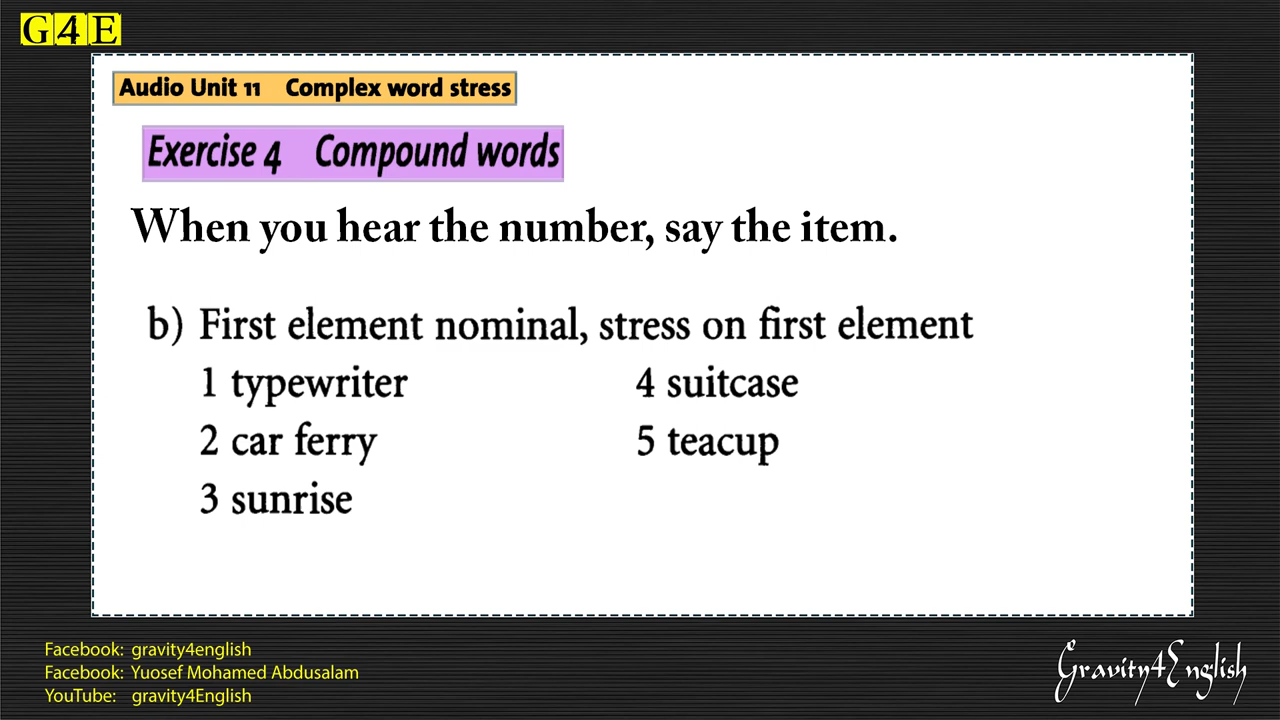 G4E
Audio Unit 11 Complex word stress
Exercise 4 Compound words
When you hear the number, say the item.
b) First element nominal, stress on first element
1 typewriter
2 car ferry
3 sunrise
4 suitcase
5 teacup
Facebook: gravity4english
Facebook: Yuosef Mohamed Abdusalam
YouTube: gravity4English
Gravity4English